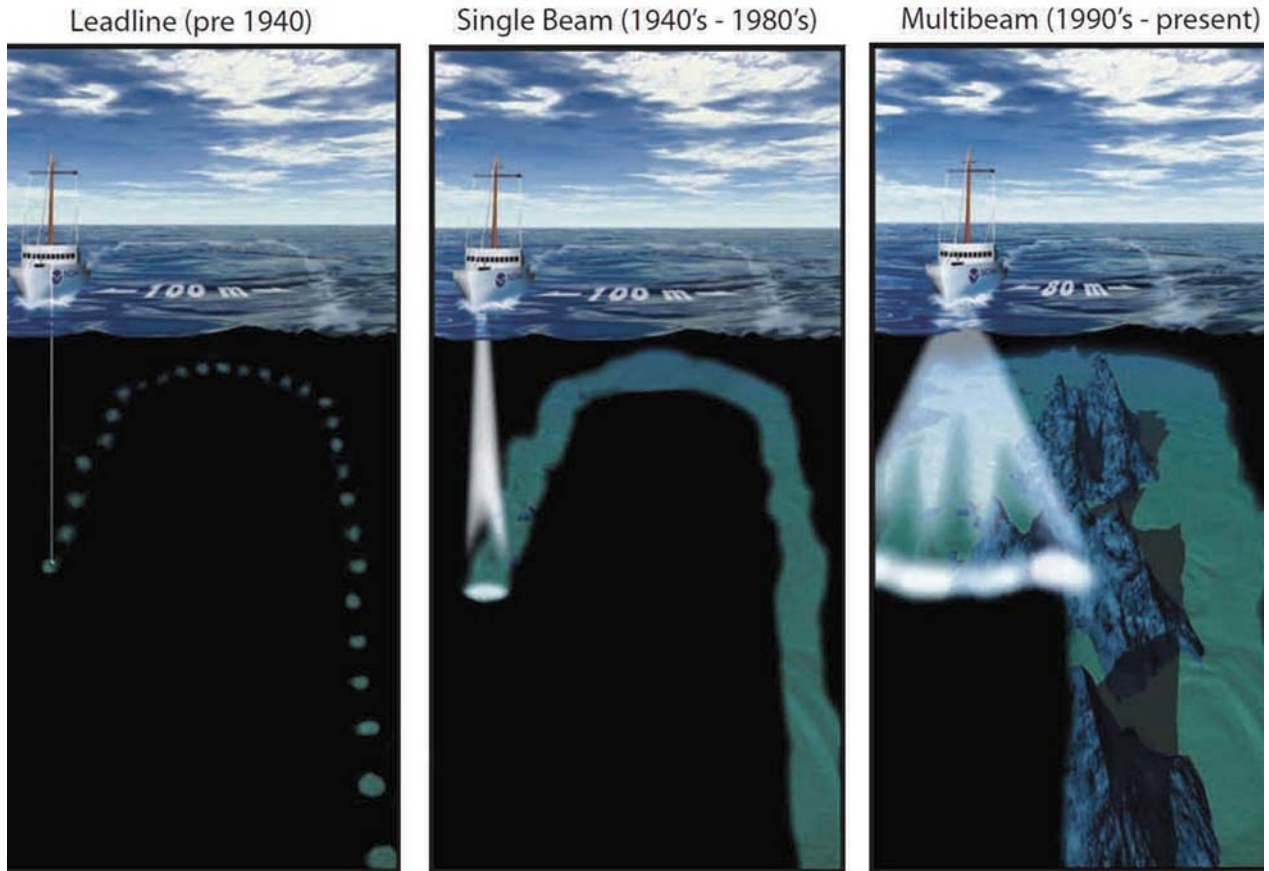 Leadline (pre 1940)
Single Beam (1940's - 1980's)
Multibeam (1990's - present)
100 m
100 m
80 m